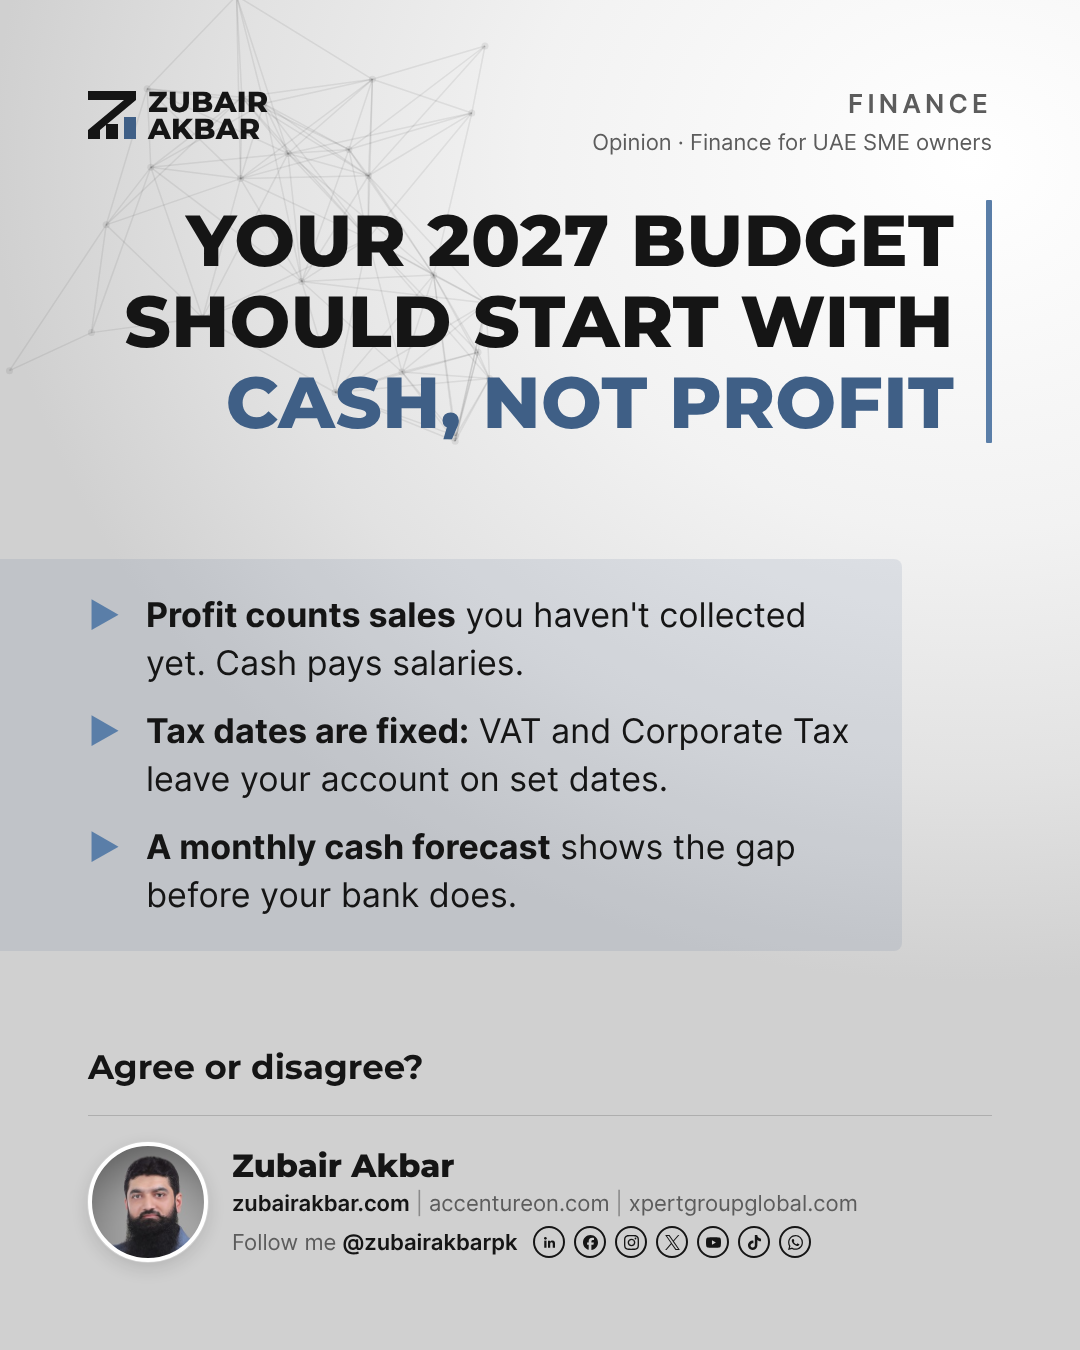 ZUBAIR
AKBAR
FINANCE
Opinion · Finance for UAE SME owners
YOUR 2027 BUDGET
SHOULD START WITH
CASH, NOT PROFIT
Profit counts sales you haven't collected
yet. Cash pays salaries.
Tax dates are fixed: VAT and Corporate Tax
leave your account on set dates.
A monthly cash forecast shows the gap
before your bank does.
Agree or disagree?
Zubair Akbar
zubairakbar.com | accentureon.com | xpertgroupglobal.com
Follow me @zubairakbarpk